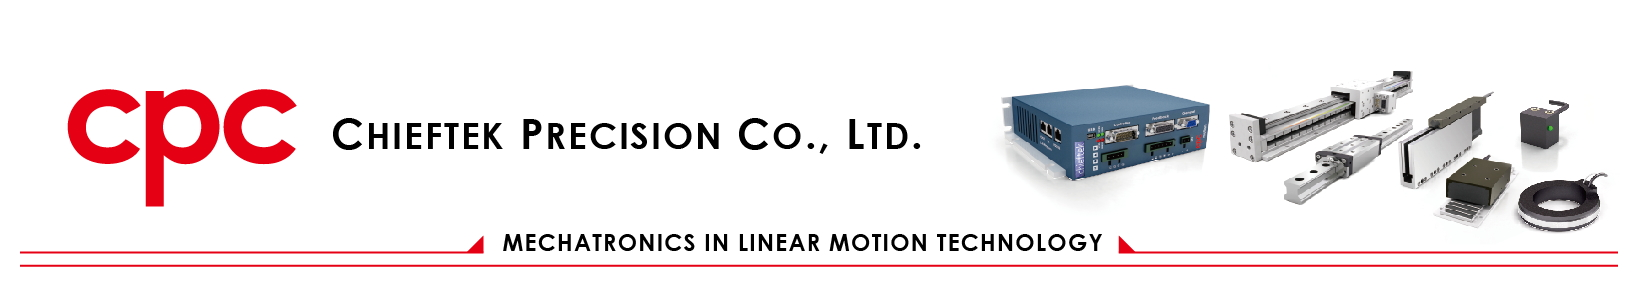 cpc
CHIEFTEK PRECISION CO., LTD.
MECHATRONICS IN LINEAR MOTION TECHNOLOGY